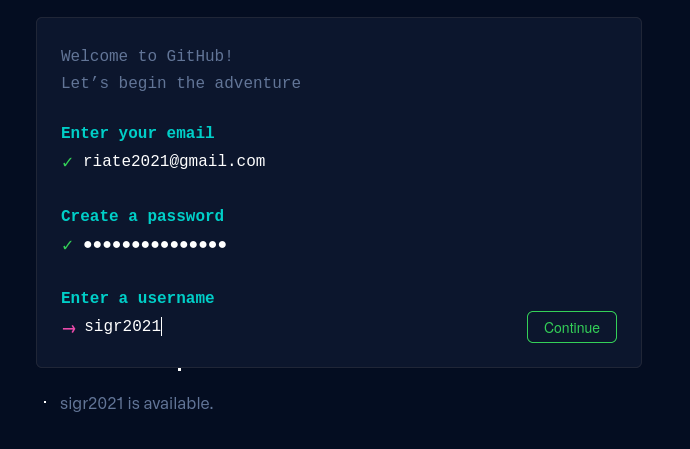 Welcome to GitHub!
Let’s begin the adventure
Enter your email
✓ riate2021@gmail.com
Create a password
✓ ●●●●●●●●●●●●●●●
Enter a username
→ sigr2021
Continue
sigr2021 is available.